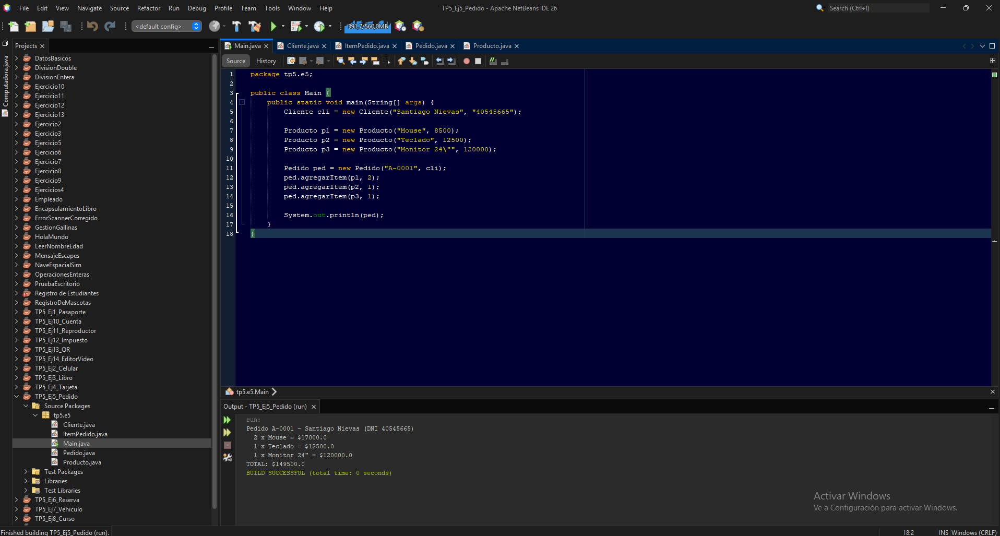 File Edit View Navigate Source Refactor Run Debug Profile Team Tools Window Help
TP5_Ej5_Pedido - Apache NetBeans IDE 26
Search (Ctrl+I)
<default config>
391,7/560,0MB
Computadora.java
Projects
DatosBasicos
DivisionDouble
DivisionEntera
Ejercicio10
Ejercicio11
Ejercicio12
Ejercicio13
Ejercicio2
Ejercicio3
Ejercicio5
Ejercicio6
Ejercicio7
Ejercicio8
Ejercicio9
Ejercicios4
Empleado
EncapsulamientoLibro
ErrorScannerCorregido
GestionGallinas
HolaMundo
LeerNombreEdad
MensajeEscapes
NaveEspacialSim
OperacionesEnteras
PruebaEscritorio
Registro de Estudiantes
RegistroDeMascotas
TP5_Ej1_Pasaporte
TP5_Ej10_Cuenta
TP5_Ej11_Reproductor
TP5_Ej12_Impuesto
TP5_Ej13_QR
TP5_Ej14_EditorVideo
TP5_Ej2_Celular
TP5_Ej3_Libro
TP5_Ej4_Tarjeta
TP5_Ej5_Pedido
Source Packages
tp5.e5
Cliente.java
ItemPedido.java
Main.java
Pedido.java
Producto.java
Test Packages
Libraries
Test Libraries
TP5_Ej6_Reserva
TP5_Ej7_Vehiculo
TP5_Ej8_Curso
Main.java Cliente.java ItemPedido.java Pedido.java Producto.java
Source History
1 package tp5.e5;
2
3 public class Main {
4 public static void main(String[] args) {
5 Cliente cli = new Cliente("Santiago Nievas", "40545665");
6
7 Producto p1 = new Producto("Mouse", 8500);
8 Producto p2 = new Producto("Teclado", 12500);
9 Producto p3 = new Producto("Monitor 24\"", 120000);
10
11 Pedido ped = new Pedido("A-0001", cli);
12 ped.agregarItem(p1, 2);
13 ped.agregarItem(p2, 1);
14 ped.agregarItem(p3, 1);
15
16 System.out.println(ped);
17 }
18 }
tp5.e5.Main
Output - TP5_Ej5_Pedido (run)
run:
Pedido A-0001 - Santiago Nievas (DNI 40545665)
2 x Mouse = $17000.0
1 x Teclado = $12500.0
1 x Monitor 24" = $120000.0
TOTAL: $149500.0
BUILD SUCCESSFUL (total time: 0 seconds)
Activar Windows
Ve a Configuración para activar Windows.
Finished building TP5_Ej5_Pedido (run).
18:2 INS Windows (CRLF)